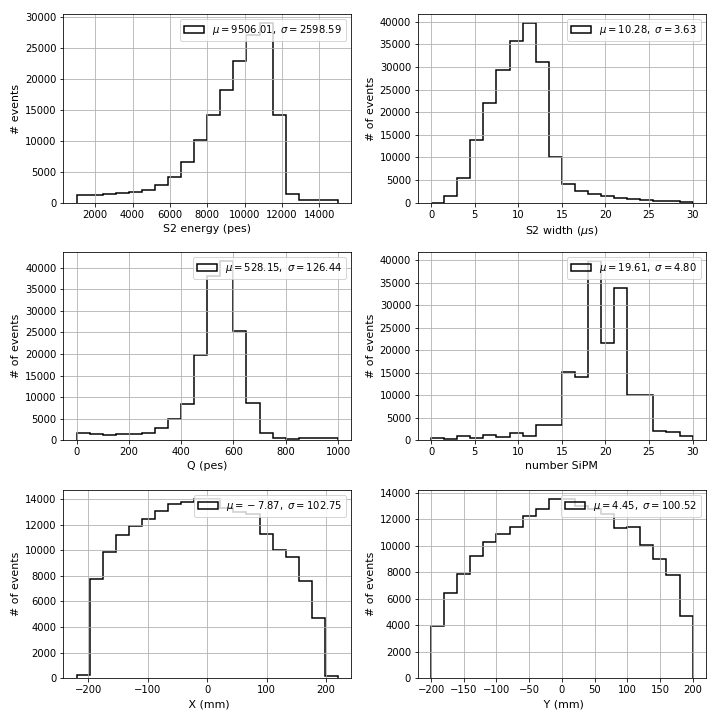 μ = 9506.01, σ = 2598.59
# events
30000
25000
20000
15000
10000
5000
0
2000 4000 6000 8000 10000 12000 14000
S2 energy (pes)
μ = 10.28, σ = 3.63
# of events
40000
35000
30000
25000
20000
15000
10000
5000
0
0 5 10 15 20 25 30
S2 width (μs)
μ = 528.15, σ = 126.44
# of events
40000
35000
30000
25000
20000
15000
10000
5000
0
0 200 400 600 800 1000
Q (pes)
μ = 19.61, σ = 4.80
# of events
40000
35000
30000
25000
20000
15000
10000
5000
0
0 5 10 15 20 25 30
number SiPM
μ = −7.87, σ = 102.75
# of events
14000
12000
10000
8000
6000
4000
2000
0
−200 −100 0 100 200
X (mm)
μ = 4.45, σ = 100.52
# of events
14000
12000
10000
8000
6000
4000
2000
0
−200 −150 −100 −50 0 50 100 150 200
Y (mm)